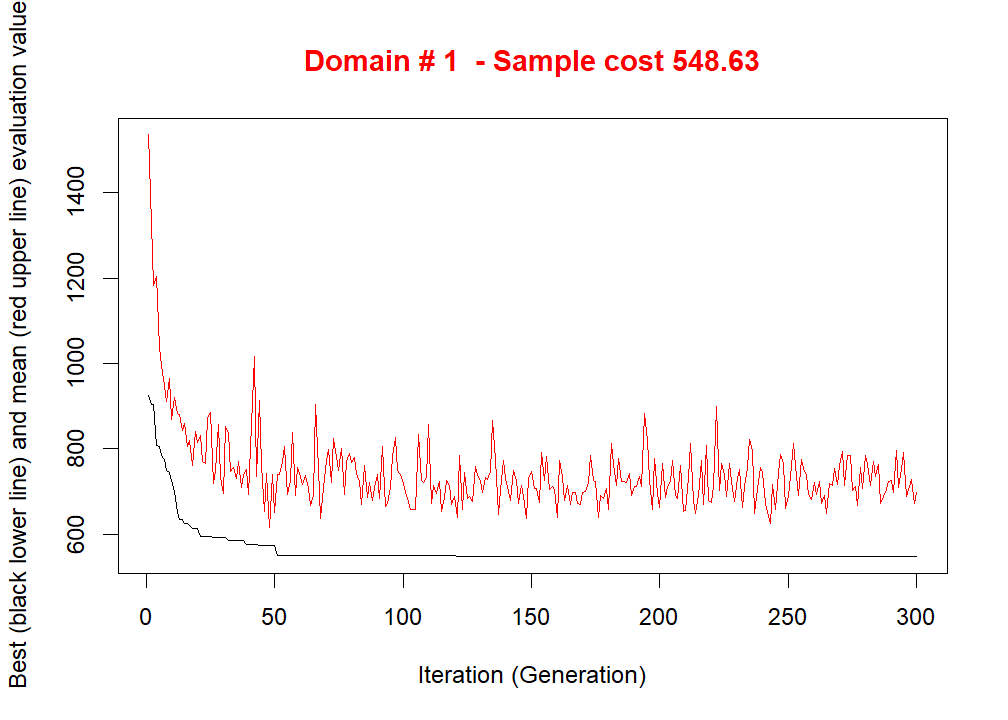 Domain # 1  - Sample cost 548.63
Best (black lower line) and mean (red upper line) evaluation value
1400
1200
1000
800
600
0 50 100 150 200 250 300
Iteration (Generation)